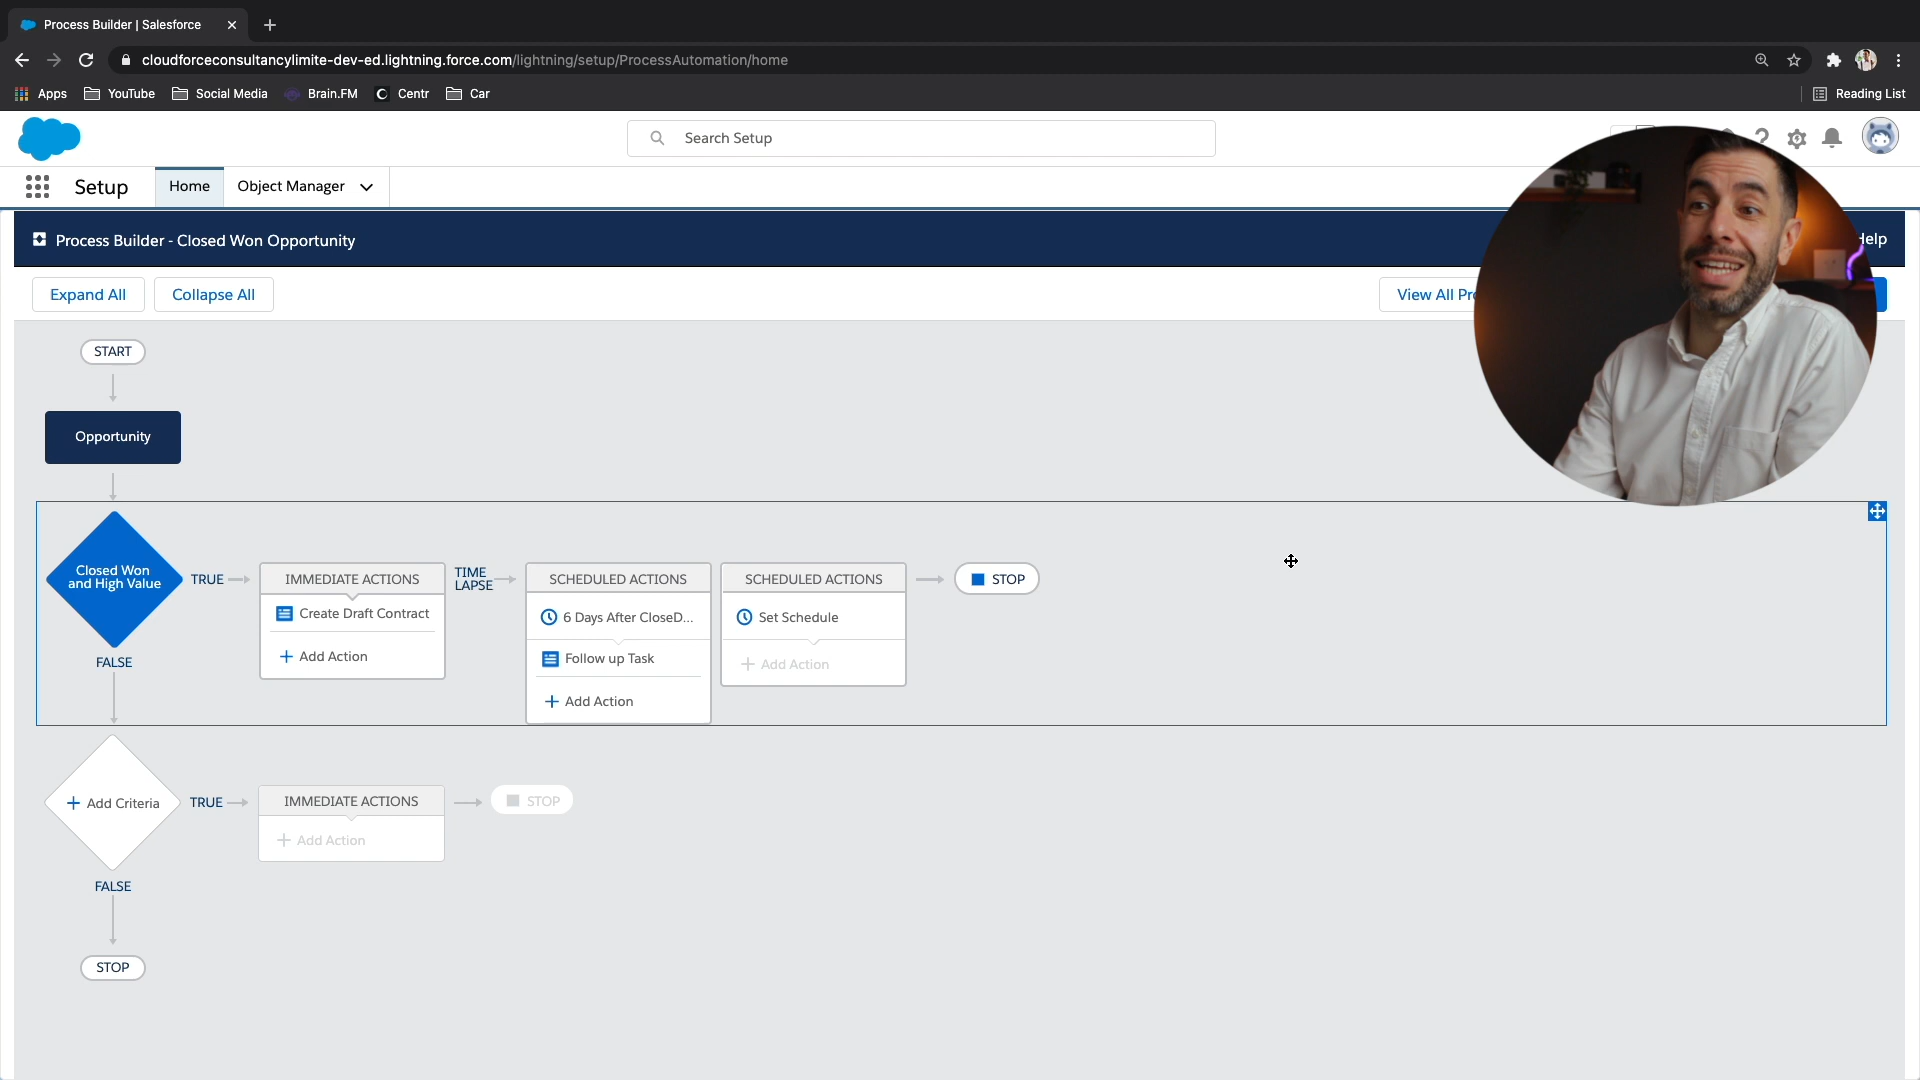 Process Builder | Salesforce
cloudforceconsultancylimite-dev-ed.lightning.force.com/lightning/setup/ProcessAutomation/home
Apps
YouTube
Social Media
Brain.FM
Centr
Car
Reading List
Search Setup
Setup
Home
Object Manager
Process Builder - Closed Won Opportunity
Help
Expand All
Collapse All
View All
START
Opportunity
Closed Won
and High Value
TRUE
IMMEDIATE ACTIONS
Create Draft Contract
Add Action
TIME
LAPSE
SCHEDULED ACTIONS
6 Days After CloseD...
Follow up Task
Add Action
SCHEDULED ACTIONS
Set Schedule
Add Action
STOP
FALSE
Add Criteria
TRUE
IMMEDIATE ACTIONS
Add Action
STOP
FALSE
STOP